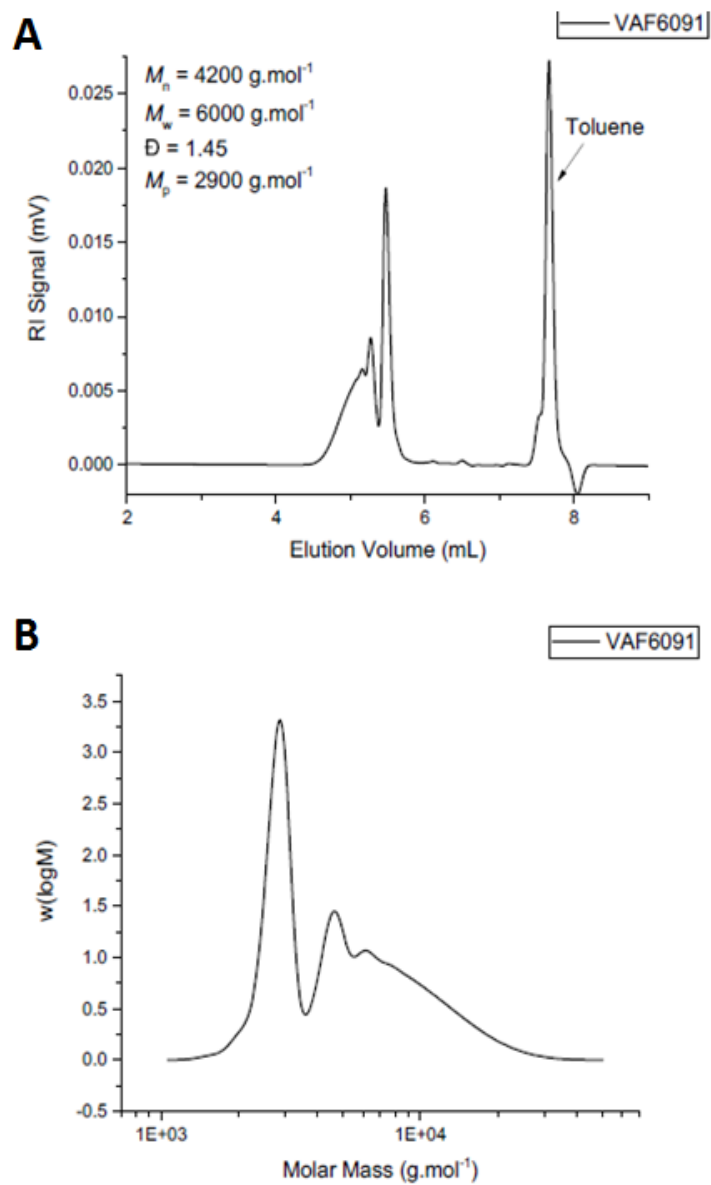 A
VAF6091
Mn = 4200 g.mol-1
Mw = 6000 g.mol-1
Đ = 1.45
Mp = 2900 g.mol-1
Toluene
0.025
0.020
0.015
0.010
0.005
0.000
RI Signal (mV)
2 4 6 8
Elution Volume (mL)
B
VAF6091
3.5
3.0
2.5
2.0
1.5
1.0
0.5
0.0
-0.5
w(logM)
1E+03 1E+04
Molar Mass (g.mol-1)